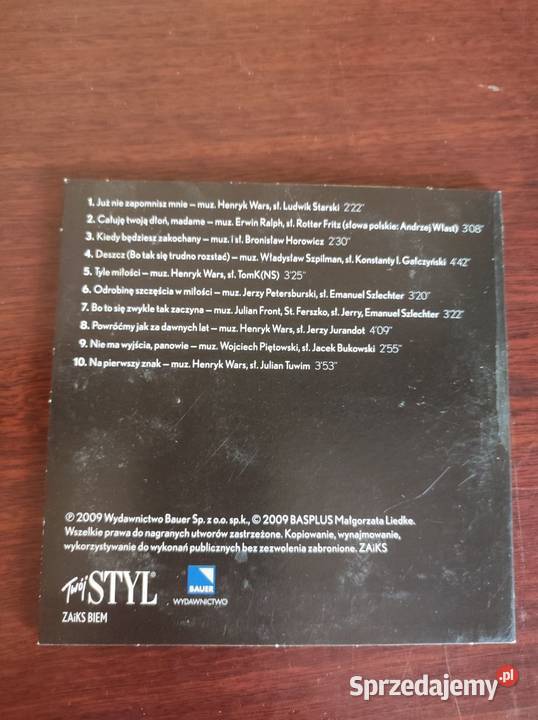 1. Już nie zapomnisz mnie – muz. Henryk Wars, sł. Ludwik Starski 2'22"
2. Całuję twoją dłoń, madame – muz. Erwin Ralph, sł. Rotter Fritz (słowa polskie: Andrzej Włast) 3'08"
3. Kiedy będziesz zakochany – muz. i sł. Bronisław Horowicz 2'30"
4. Deszcz (Bo tak się trudno rozstać) – muz. Władysław Szpilman, sł. Konstanty I. Gałczyński 4'42"
5. Tyle miłości – muz. Henryk Wars, sł. TomK(NS) 3'25"
6. Odrobinę szczęścia w miłości – muz. Jerzy Petersburski, sł. Emanuel Szlechter 3'20"
7. Bo to się zwykle tak zaczyna – muz. Julian Front, St. Ferszko, sł. Jerry, Emanuel Szlechter 3'22"
8. Powróćmy jak za dawnych lat – muz. Henryk Wars, sł. Jerzy Jurandot 4'09"
9. Nie ma wyjścia, panowie – muz. Wojciech Piętowski, sł. Jacek Bukowski 2'55"
10. Na pierwszy znak – muz. Henryk Wars, sł. Julian Tuwim 3'53"
℗ 2009 Wydawnictwo Bauer Sp. z o.o. sp.k., © 2009 BASPLUS Małgorzata Liedke.
Wszelkie prawa do nagranych utworów zastrzeżone. Kopiowanie, wynajmowanie,
wykorzystywanie do wykonań publicznych bez zezwolenia zabronione. ZAiKS
Twój STYL®
BAUER
WYDAWNICTWO
ZAiKS BIEM
Sprzedajemy.pl